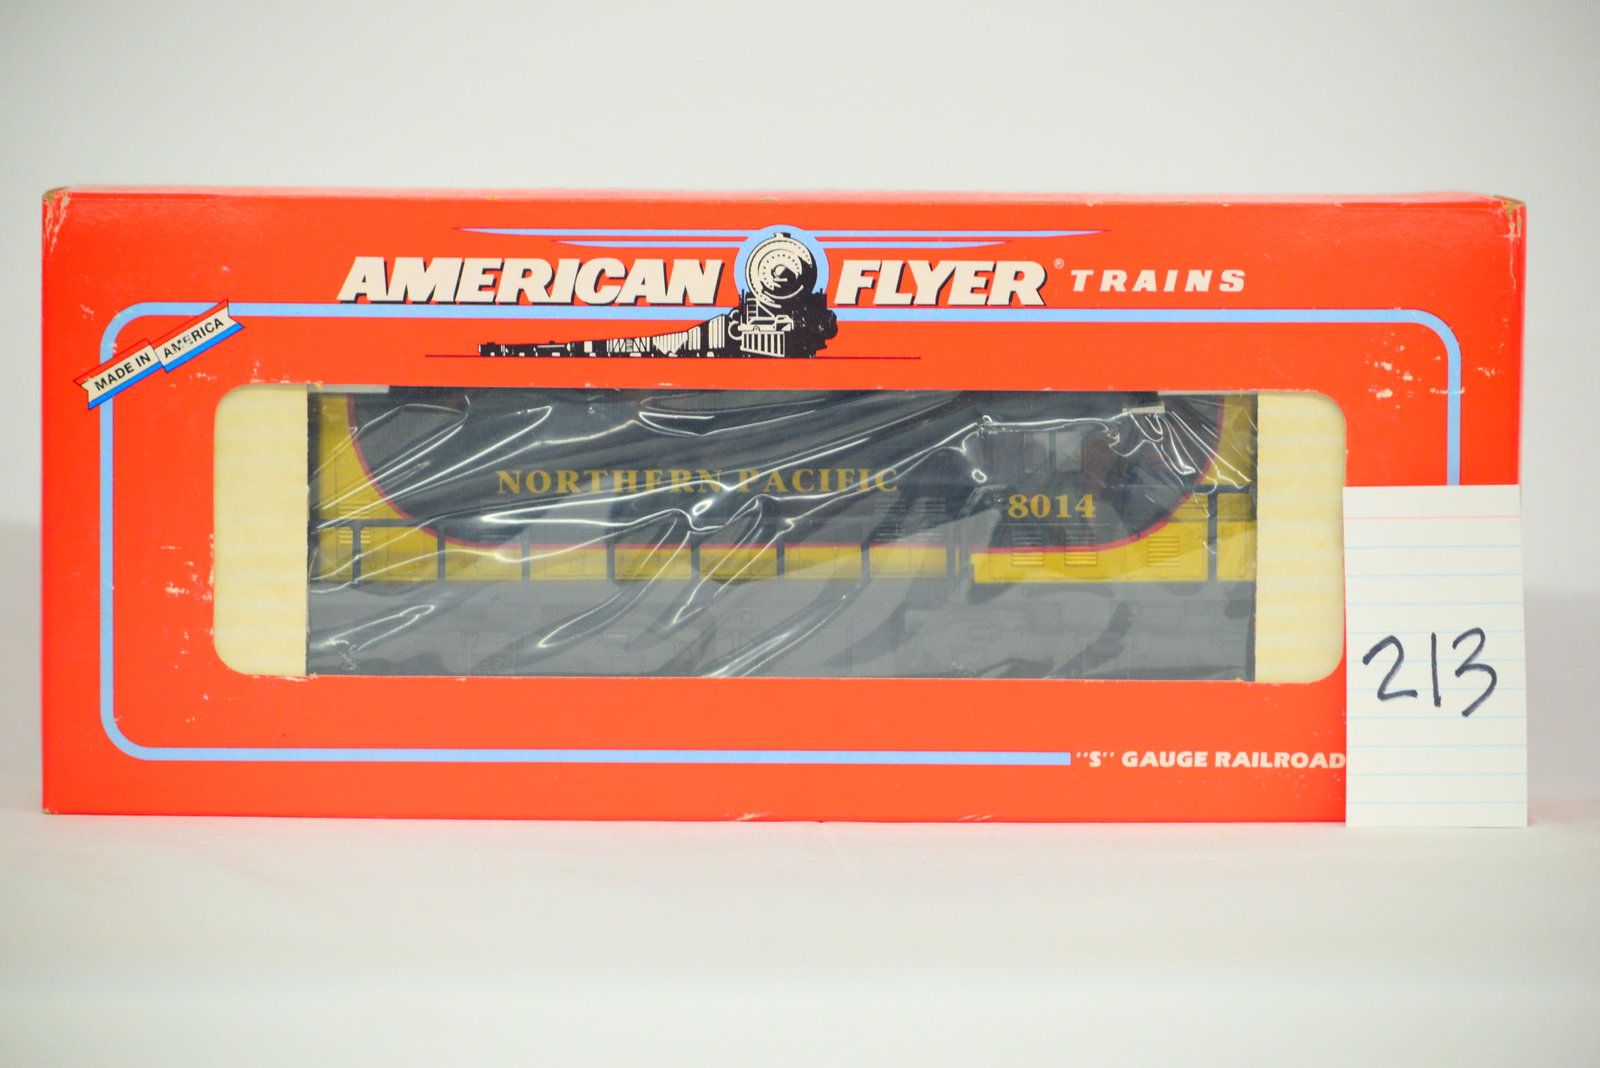 AMERICAN FLYER® TRAINS
MADE IN AMERICA
NORTHERN PACIFIC
8014
213
"S" GAUGE RAILROAD